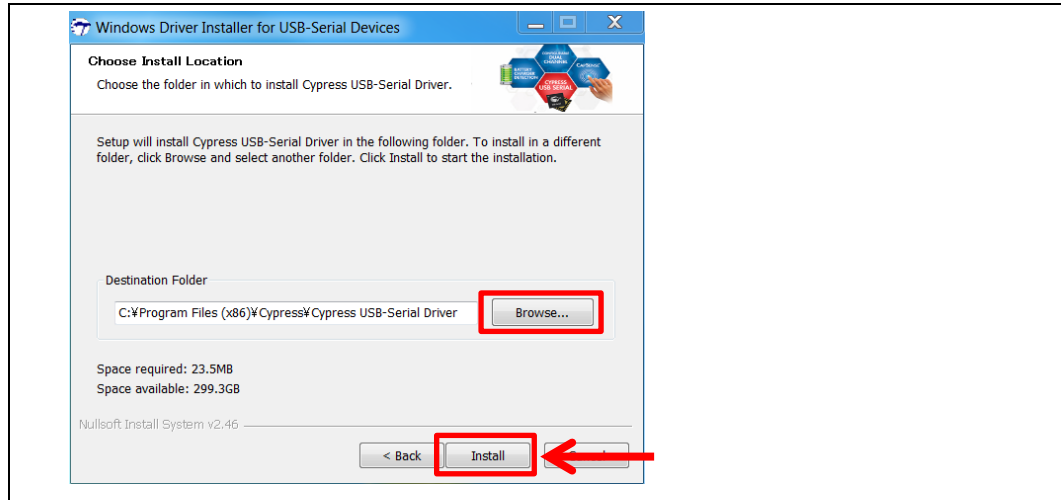 Windows Driver Installer for USB-Serial Devices
Choose Install Location
Choose the folder in which to install Cypress USB-Serial Driver.
CYPRESS
USB SERIAL
Setup will install Cypress USB-Serial Driver in the following folder. To install in a different
folder, click Browse and select another folder. Click Install to start the installation.
Destination Folder
C:¥Program Files (x86)¥Cypress¥Cypress USB-Serial Driver
Browse...
Space required: 23.5MB
Space available: 299.3GB
Nullsoft Install System v2.46
< Back
Install